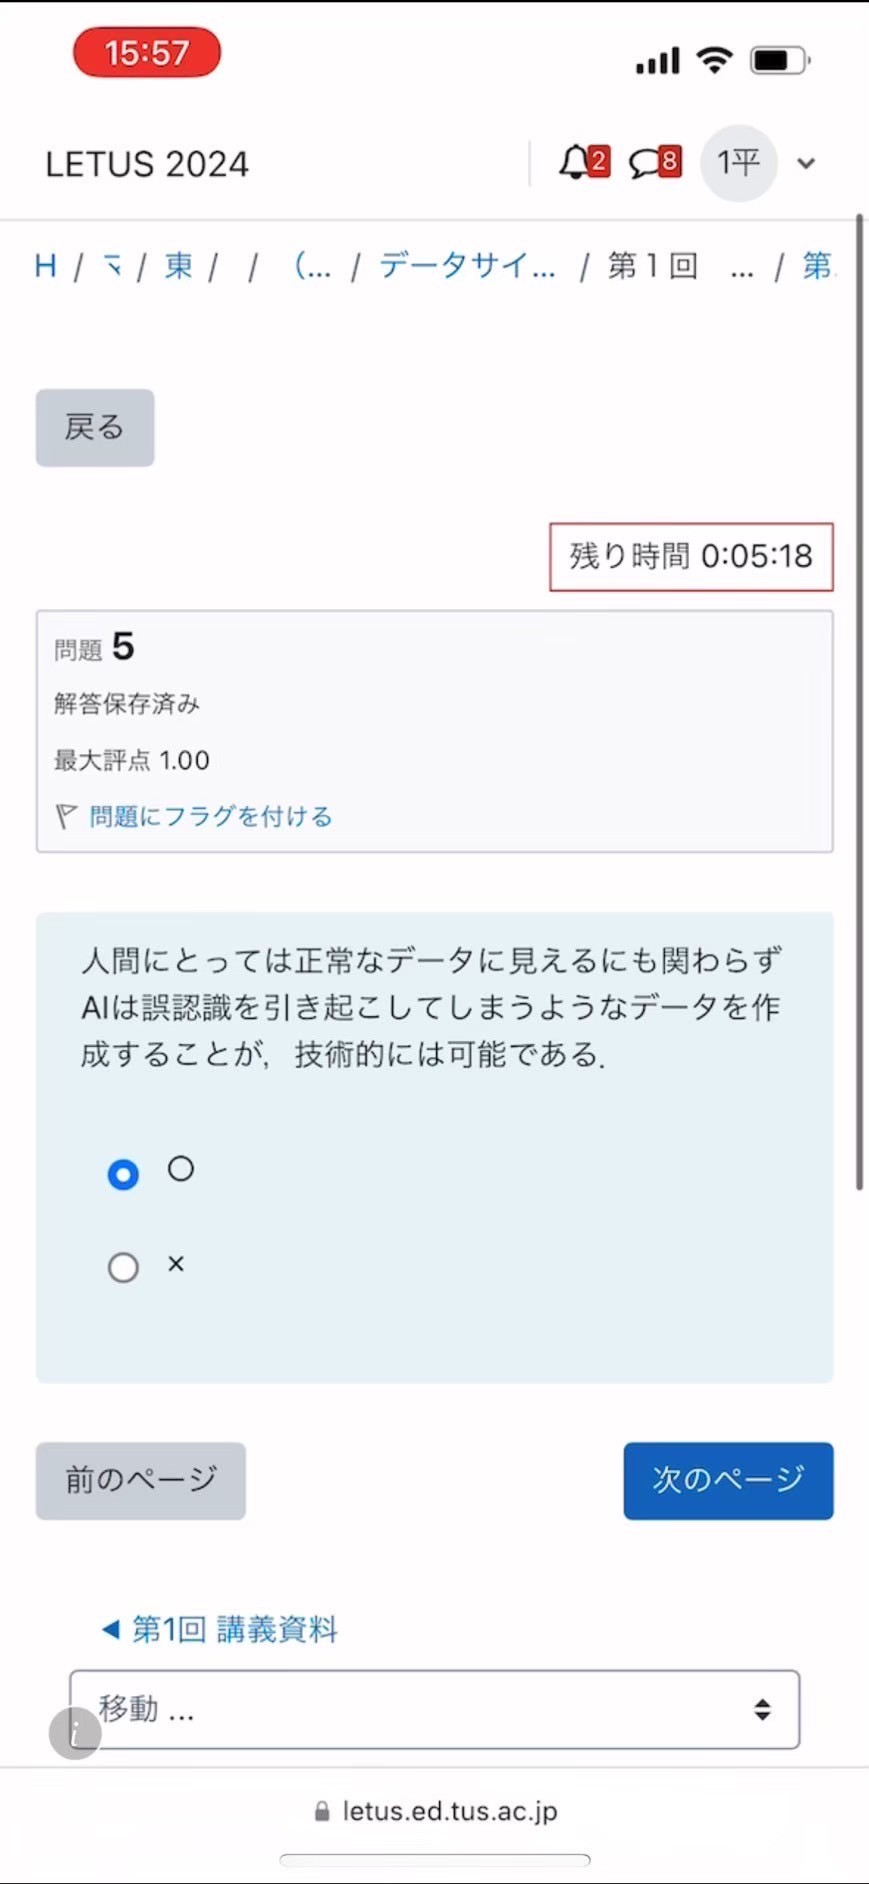 15:57
LETUS 2024 2 8 1平
H / マ / 東 / / (... / データサイ... / 第1回 ... / 第
戻る
残り時間 0:05:18
問題 5
解答保存済み
最大評点 1.00
問題にフラグを付ける
人間にとっては正常なデータに見えるにも関わらず
AIは誤認識を引き起こしてしまうようなデータを作
成することが，技術的には可能である．
○
×
前のページ 次のページ
◀ 第1回 講義資料
移動 ...
letus.ed.tus.ac.jp